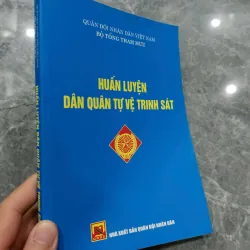 QUÂN ĐỘI NHÂN DÂN VIỆT NAM
BỘ TỔNG THAM MƯU
HUẤN LUYỆN
DÂN QUÂN TỰ VỆ TRINH SÁT
NHÀ XUẤT BẢN QUÂN ĐỘI NHÂN DÂN